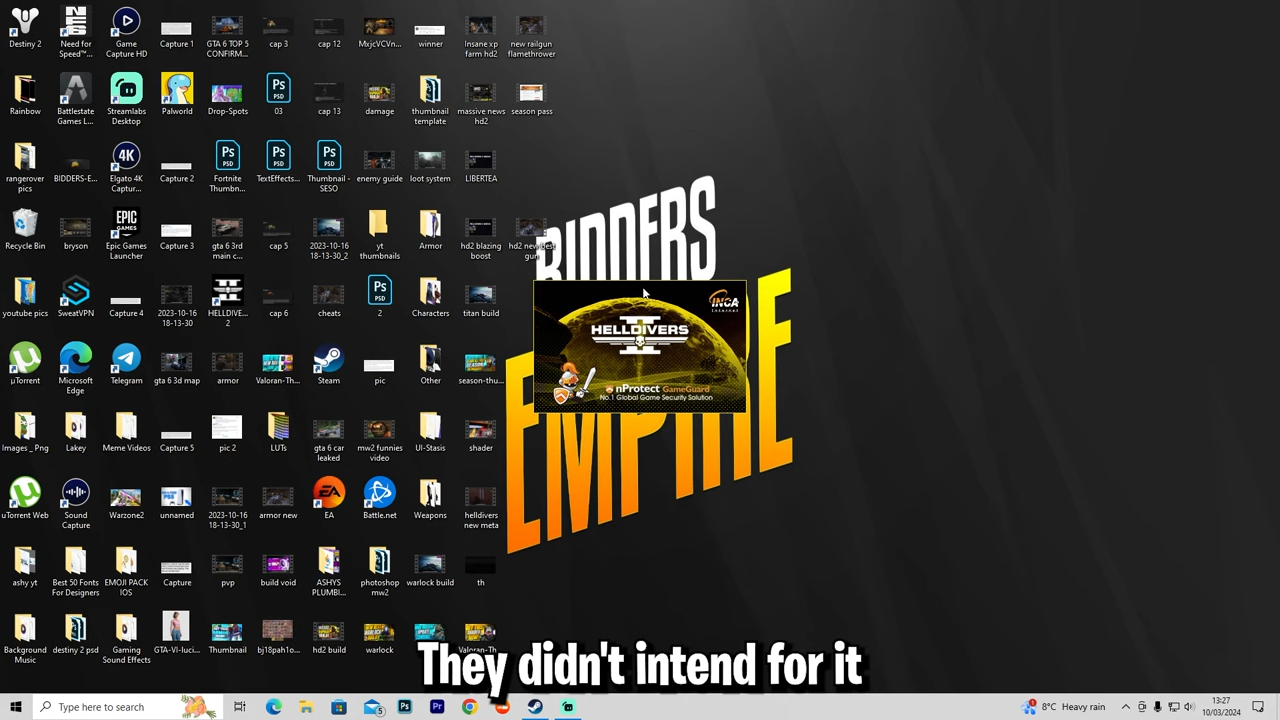 Destiny 2
Need for Speed™...
Game Capture HD
Capture 1
GTA 6 TOP 5 CONFIRM...
cap 3
cap 12
MxjcVCVn...
winner
Insane xp farm hd2
new railgun flamethrower
Rainbow
Battlestate Games L...
Streamlabs Desktop
Palworld
Drop-Spots
03
cap 13
damage
thumbnail template
massive news hd2
season pass
rangerover pics
BIDDERS-E...
Elgato 4K Captur...
Capture 2
Fortnite Thumbn...
TextEffects...
Thumbnail - SESO
enemy guide
loot system
LIBERTEA
Recycle Bin
bryson
Epic Games Launcher
Capture 3
gta 6 3rd main c...
cap 5
2023-10-16 18-13-30_2
yt thumbnails
Armor
hd2 blazing boost
hd2 new best gun
youtube pics
SweatVPN
Capture 4
2023-10-16 18-13-30
HELLDIVE... 2
cap 6
cheats
2
Characters
titan build
µTorrent
Microsoft Edge
Telegram
gta 6 3d map
armor
Valoran-Th...
Steam
pic
Other
season-thu...
Images _ Png
Lakey
Meme Videos
Capture 5
pic 2
LUTs
gta 6 car leaked
mw2 funnies video
UI-Stasis
shader
uTorrent Web
Sound Capture
Warzone2
unnamed
2023-10-16 18-13-30_1
armor new
EA
Battle.net
Weapons
helldivers new meta
ashy yt
Best 50 Fonts For Designers
EMOJI PACK IOS
Capture
pvp
build void
ASHYS PLUMBI...
photoshop mw2
warlock build
th
Background Music
destiny 2 psd
Gaming Sound Effects
GTA-VI-luci...
Thumbnail
bj18pah1o...
hd2 build
warlock
Valoran-Th...
BIDDERS
EMPIRE
INCA
Internet
HELLDIVERS
II
nProtect GameGuard
No.1 Global Game Security Solution
They didn't intend for it
Type here to search
8°C Heavy rain
13:27
10/03/2024